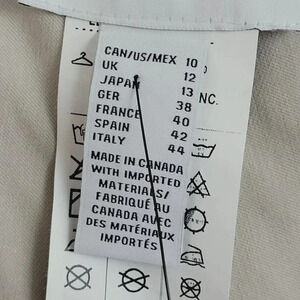 CAN/US/MEX 10
UK 12
JAPAN 13
GER 38
FRANCE 40
SPAIN 42
ITALY 44
NC.
MADE IN CANADA
WITH IMPORTED
MATERIALS/
FABRIQUÉ AU
CANADA AVEC
DES MATÉRIAUX
IMPORTÉS